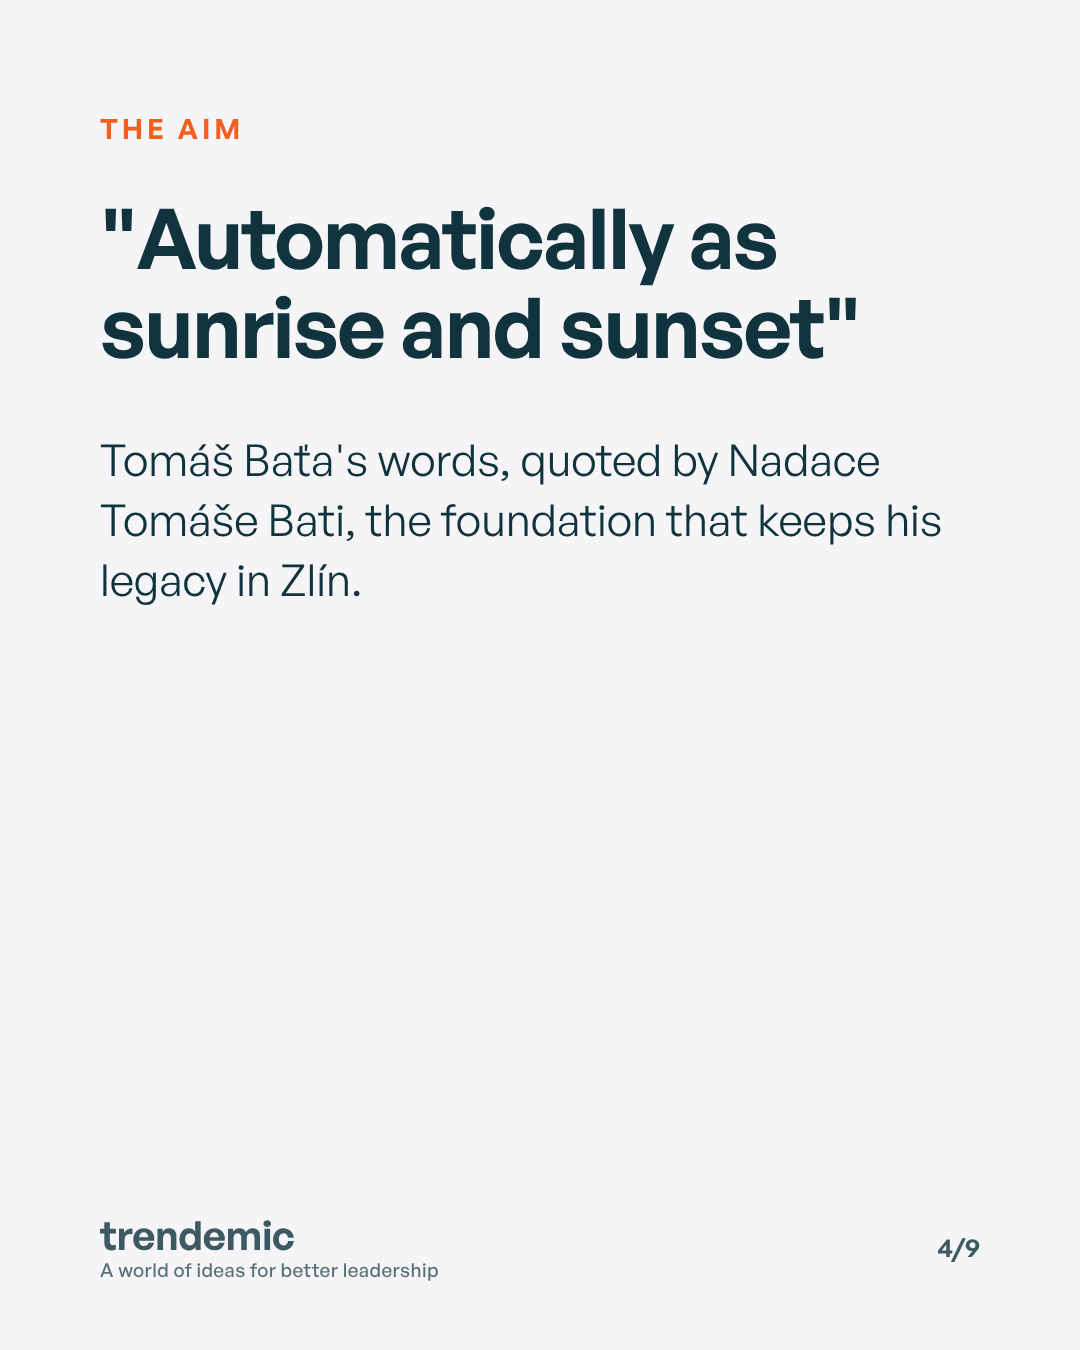 THE AIM
"Automatically as
sunrise and sunset"
Tomáš Baťa's words, quoted by Nadace
Tomáše Bati, the foundation that keeps his
legacy in Zlín.
trendemic
A world of ideas for better leadership
4/9